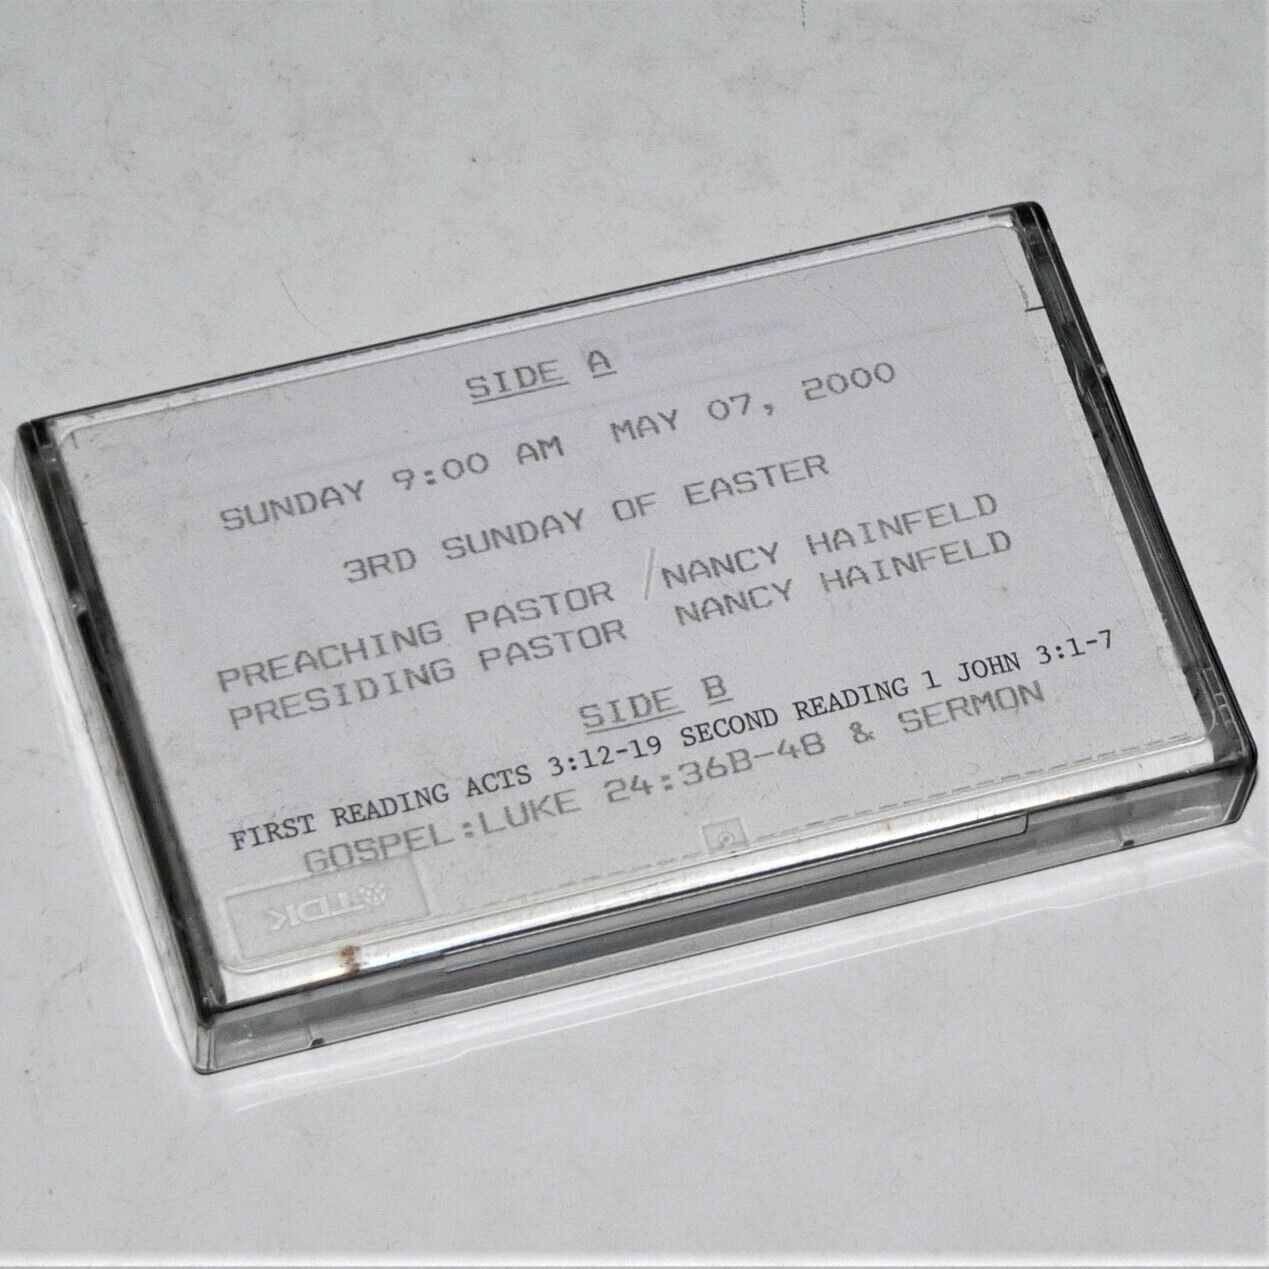 SIDE A
SUNDAY 9:00 AM MAY 07, 2000
3RD SUNDAY OF EASTER
PREACHING PASTOR /NANCY HAINFELD
PRESIDING PASTOR NANCY HAINFELD
SIDE B
FIRST READING ACTS 3:12-19 SECOND READING 1 JOHN 3:1-7
GOSPEL:LUKE 24:36B-48 & SERMON
TDK